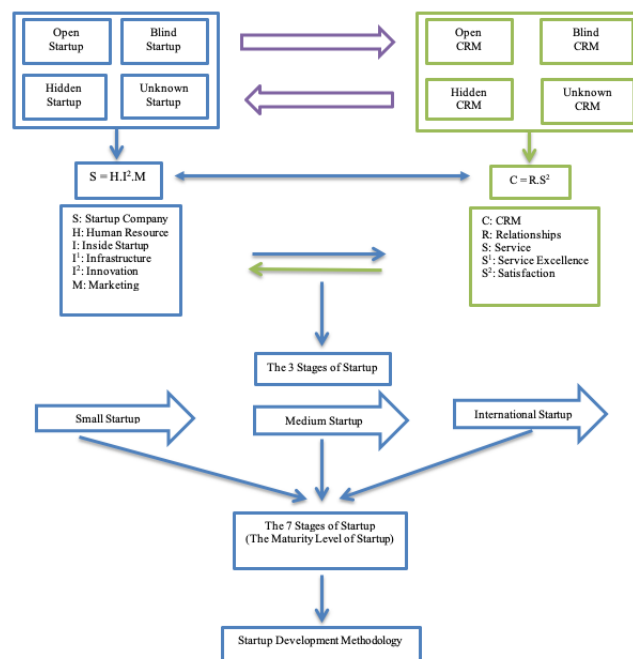 Open
Startup
Blind
Startup
Hidden
Startup
Unknown
Startup
Open
CRM
Blind
CRM
Hidden
CRM
Unknown
CRM
S = H.I².M
C = R.S²
S: Startup Company
H: Human Resource
I: Inside Startup
I¹: Infrastructure
I²: Innovation
M: Marketing
C: CRM
R: Relationships
S: Service
S¹: Service Excellence
S²: Satisfaction
The 3 Stages of Startup
Small Startup
Medium Startup
International Startup
The 7 Stages of Startup
(The Maturity Level of Startup)
Startup Development Methodology